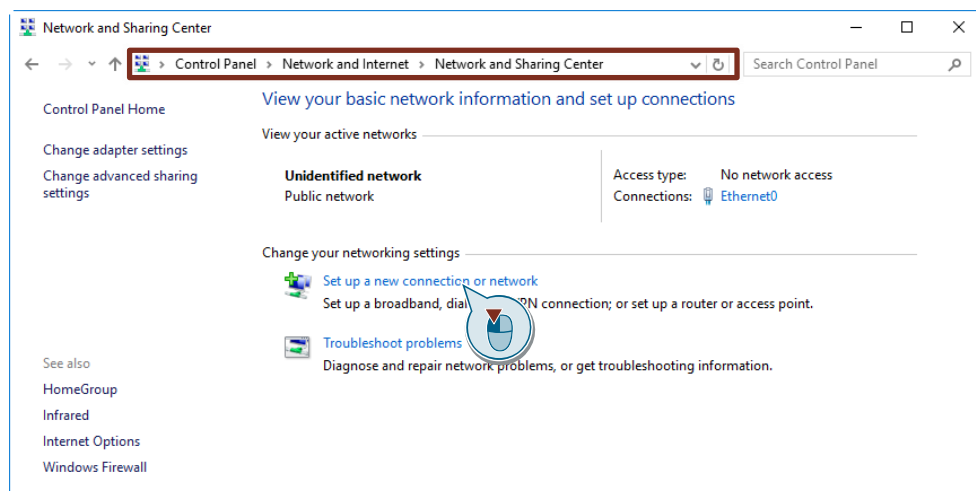 Network and Sharing Center
Control Panel > Network and Internet > Network and Sharing Center
Search Control Panel
Control Panel Home
Change adapter settings
Change advanced sharing
settings
View your basic network information and set up connections
View your active networks
Unidentified network
Public network
Access type: No network access
Connections: Ethernet0
Change your networking settings
Set up a new connection or network
Set up a broadband, connection; or set up a router or access point.
Troubleshoot problems
Diagnose and repair network problems, or get troubleshooting information.
See also
HomeGroup
Infrared
Internet Options
Windows Firewall